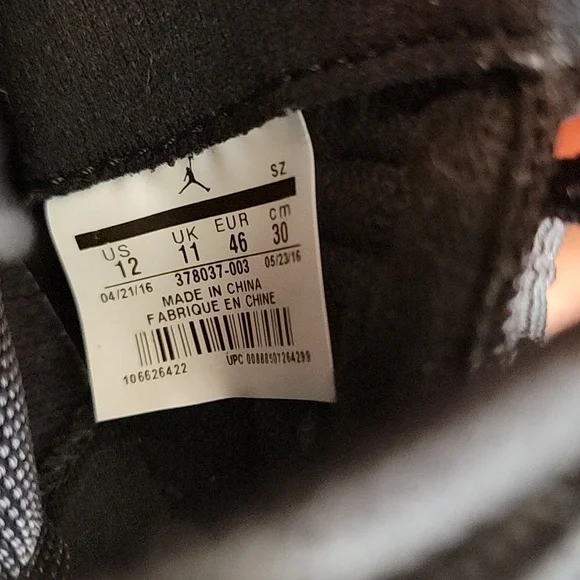 SZ
US UK EUR cm
12 11 46 30
04/21/16 378037-003 05/23/16
MADE IN CHINA
FABRIQUE EN CHINE
106626422 UPC 00888507264299